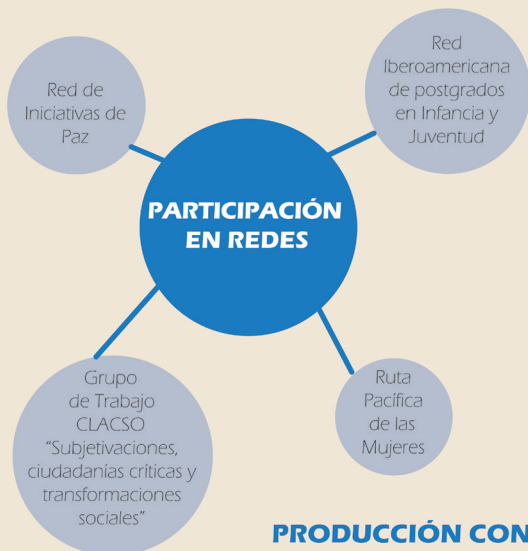 Red de
Iniciativas de
Paz
Red
Iberoamericana
de postgrados
en Infancia y
Juventud
PARTICIPACIÓN
EN REDES
Grupo
de Trabajo
CLACSO
“Subjetivaciones,
ciudadanías críticas y
transformaciones
sociales”
Ruta
Pacífica
de las
Mujeres
PRODUCCIÓN CON